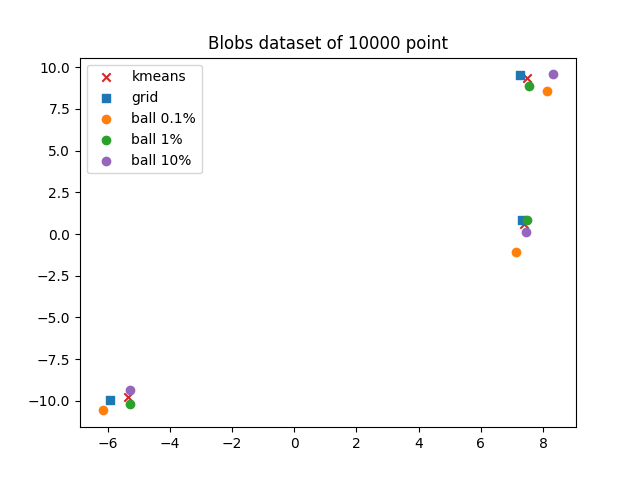 Blobs dataset of 10000 point
kmeans
grid
ball 0.1%
ball 1%
ball 10%
10.0
7.5
5.0
2.5
0.0
−2.5
−5.0
−7.5
−10.0
−6 −4 −2 0 2 4 6 8